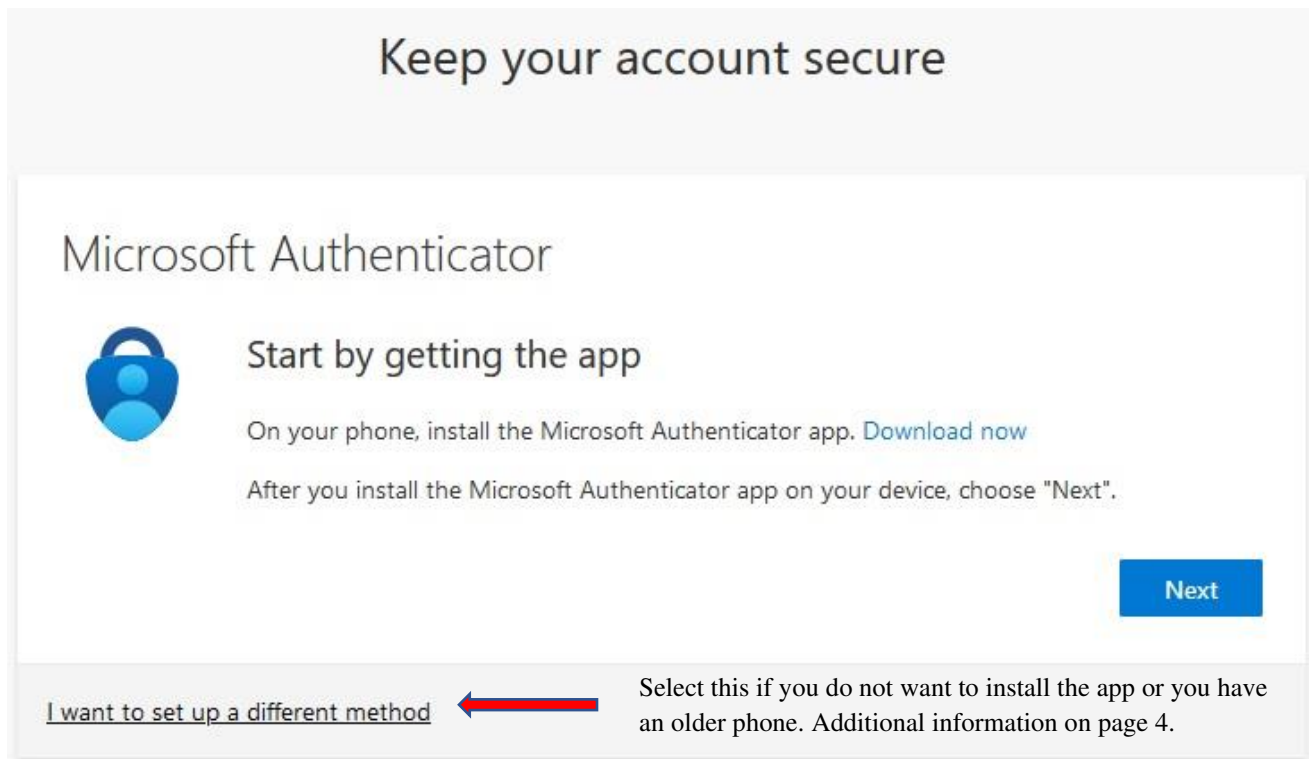 Keep your account secure
Microsoft Authenticator
Start by getting the app
On your phone, install the Microsoft Authenticator app. Download now
After you install the Microsoft Authenticator app on your device, choose "Next".
Next
I want to set up a different method
Select this if you do not want to install the app or you have
an older phone. Additional information on page 4.